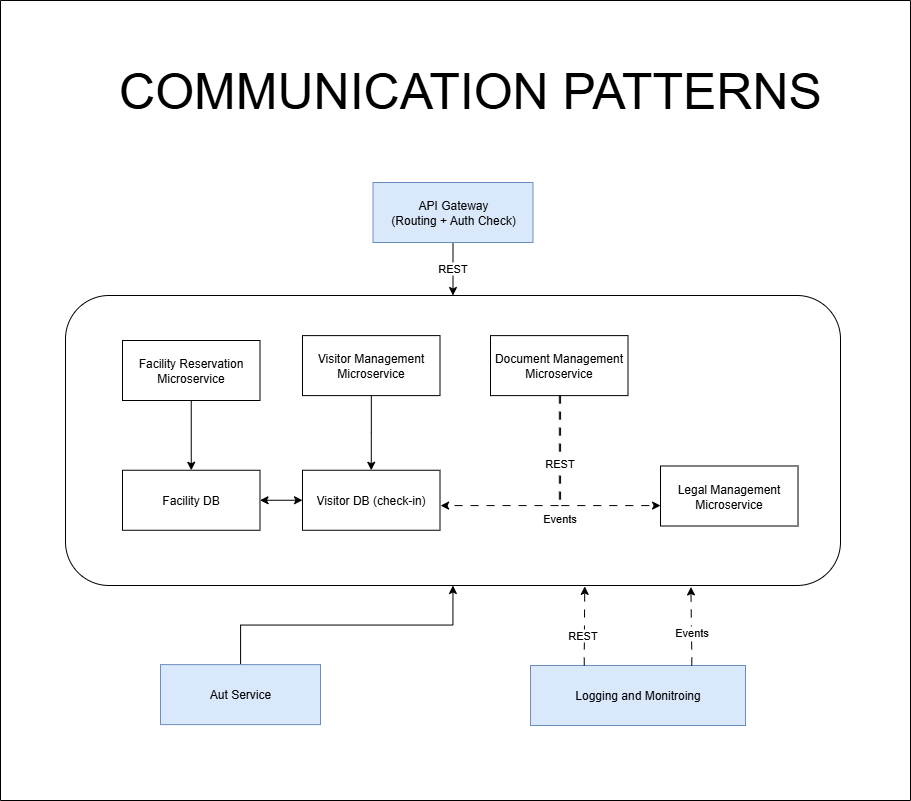 COMMUNICATION PATTERNS
API Gateway
(Routing + Auth Check)
REST
Facility Reservation
Microservice
Visitor Management
Microservice
Document Management
Microservice
REST
Facility DB
Visitor DB (check-in)
Legal Management
Microservice
Events
REST
Events
Aut Service
Logging and Monitroing